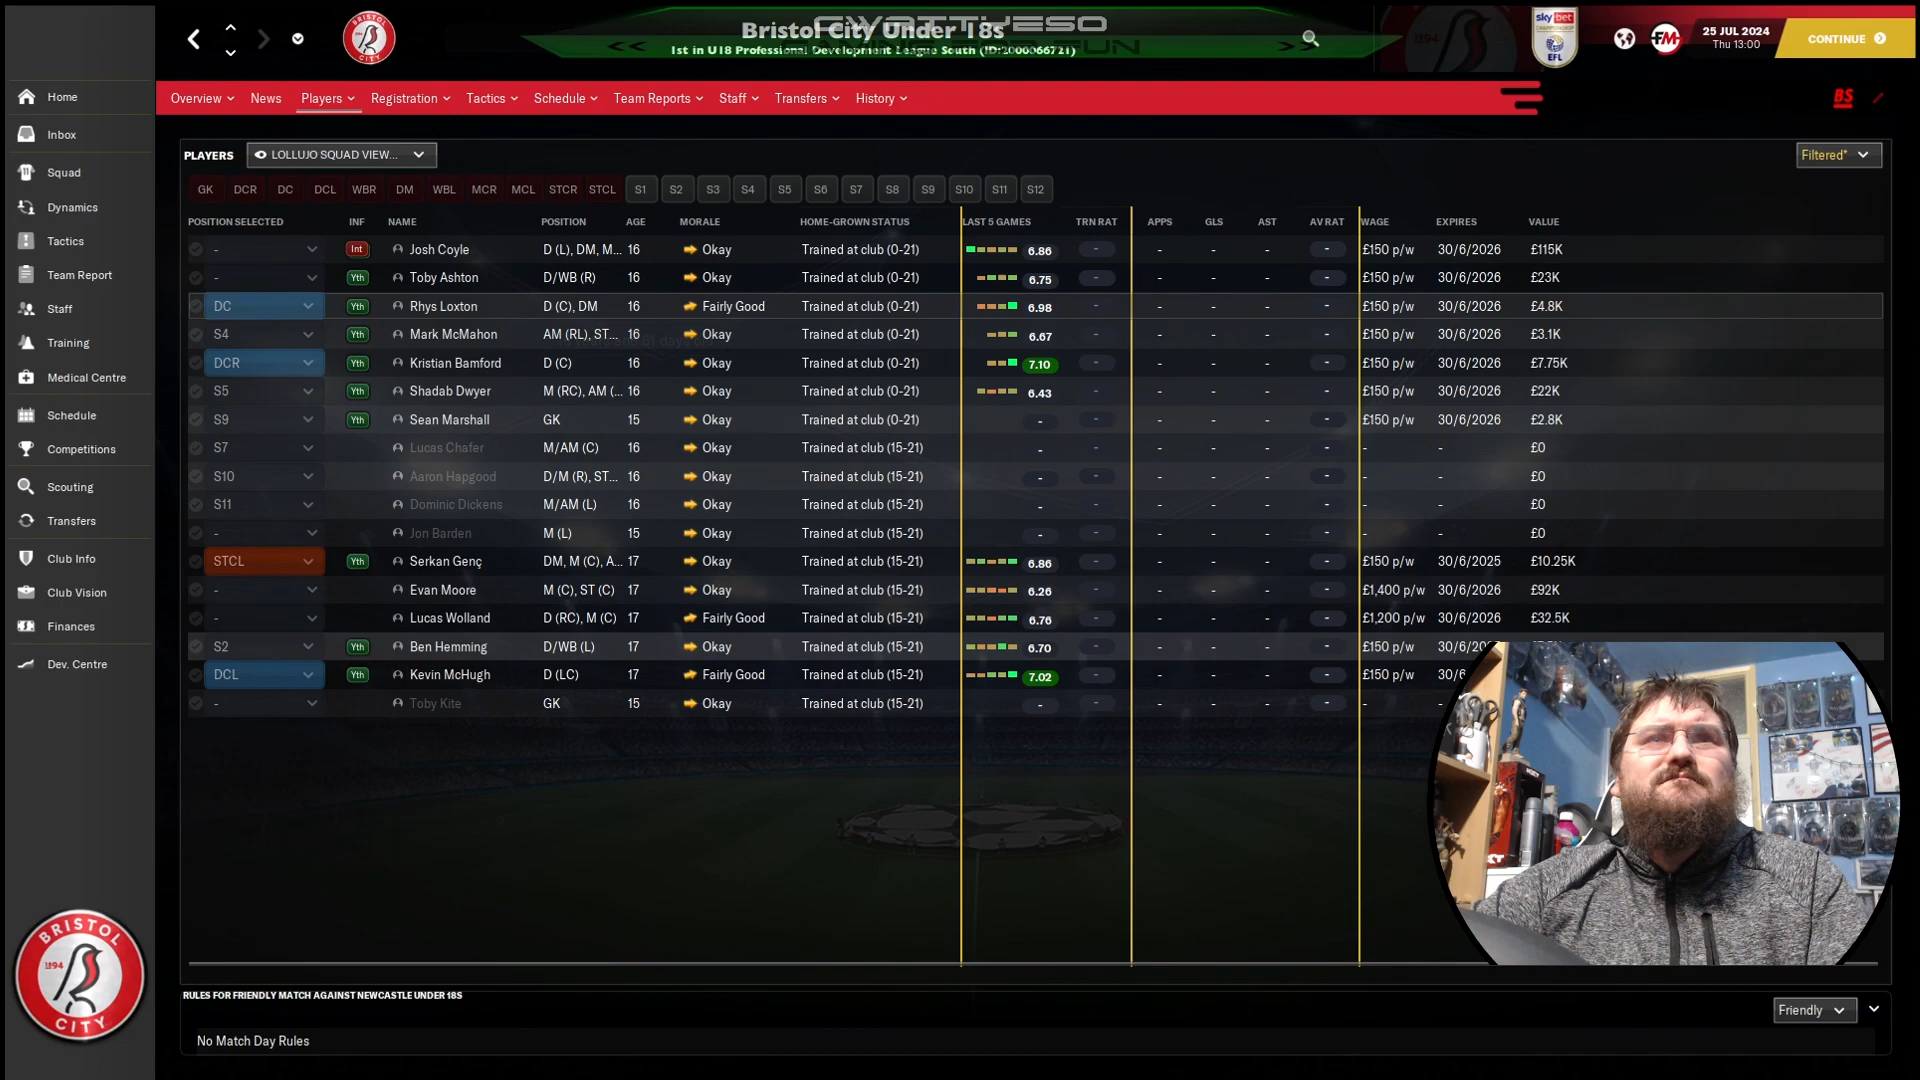 Bristol City Under 18s
1st in U18 Professional Development League South (ID:2000066721)
sky bet
EFL
FM
25 JUL 2024
Thu 13:00
CONTINUE
Home
Inbox
Squad
Dynamics
Tactics
Team Report
Staff
Training
Medical Centre
Schedule
Competitions
Scouting
Transfers
Club Info
Club Vision
Finances
Dev. Centre
BRISTOL
1894
CITY
Overview News Players Registration Tactics Schedule Team Reports Staff Transfers History
BS
PLAYERS LOLLUJO SQUAD VIEW... Filtered*
GK DCR DC DCL WBR DM WBL MCR MCL STCR STCL S1 S2 S3 S4 S5 S6 S7 S8 S9 S10 S11 S12
POSITION SELECTED INF NAME POSITION AGE MORALE HOME-GROWN STATUS LAST 5 GAMES TRN RAT APPS GLS AST AV RAT WAGE EXPIRES VALUE
- Int Josh Coyle D (L), DM, M... 16 Okay Trained at club (0-21) 6.86 - - - - - £150 p/w 30/6/2026 £115K
- Yth Toby Ashton D/WB (R) 16 Okay Trained at club (0-21) 6.75 - - - - - £150 p/w 30/6/2026 £23K
DC Yth Rhys Loxton D (C), DM 16 Fairly Good Trained at club (0-21) 6.98 - - - - - £150 p/w 30/6/2026 £4.8K
S4 Yth Mark McMahon AM (RL), ST... 16 Okay Trained at club (0-21) 6.67 - - - - - £150 p/w 30/6/2026 £3.1K
DCR Yth Kristian Bamford D (C) 16 Okay Trained at club (0-21) 7.10 - - - - - £150 p/w 30/6/2026 £7.75K
S5 Yth Shadab Dwyer M (RC), AM (... 16 Okay Trained at club (0-21) 6.43 - - - - - £150 p/w 30/6/2026 £22K
S9 Yth Sean Marshall GK 15 Okay Trained at club (0-21) - - - - - - £150 p/w 30/6/2026 £2.8K
S7 Lucas Chafer M/AM (C) 16 Okay Trained at club (15-21) - - - - - - - - £0
S10 Aaron Hapgood D/M (R), ST... 16 Okay Trained at club (15-21) - - - - - - - - £0
S11 Dominic Dickens M/AM (L) 16 Okay Trained at club (15-21) - - - - - - - - £0
- Jon Barden M (L) 15 Okay Trained at club (15-21) - - - - - - - - £0
STCL Yth Serkan Genç DM, M (C), A... 17 Okay Trained at club (15-21) 6.86 - - - - - £150 p/w 30/6/2025 £10.25K
- Evan Moore M (C), ST (C) 17 Okay Trained at club (15-21) 6.26 - - - - - £1,400 p/w 30/6/2026 £92K
- Lucas Wolland D (RC), M (C) 17 Fairly Good Trained at club (15-21) 6.76 - - - - - £1,200 p/w 30/6/2026 £32.5K
S2 Yth Ben Hemming D/WB (L) 17 Okay Trained at club (15-21) 6.70 - - - - - £150 p/w 30/6/20
DCL Yth Kevin McHugh D (LC) 17 Fairly Good Trained at club (15-21) 7.02 - - - - - £150 p/w 30/6
- Toby Kite GK 15 Okay Trained at club (15-21) - - - - - - - -
RULES FOR FRIENDLY MATCH AGAINST NEWCASTLE UNDER 18S
Friendly
No Match Day Rules